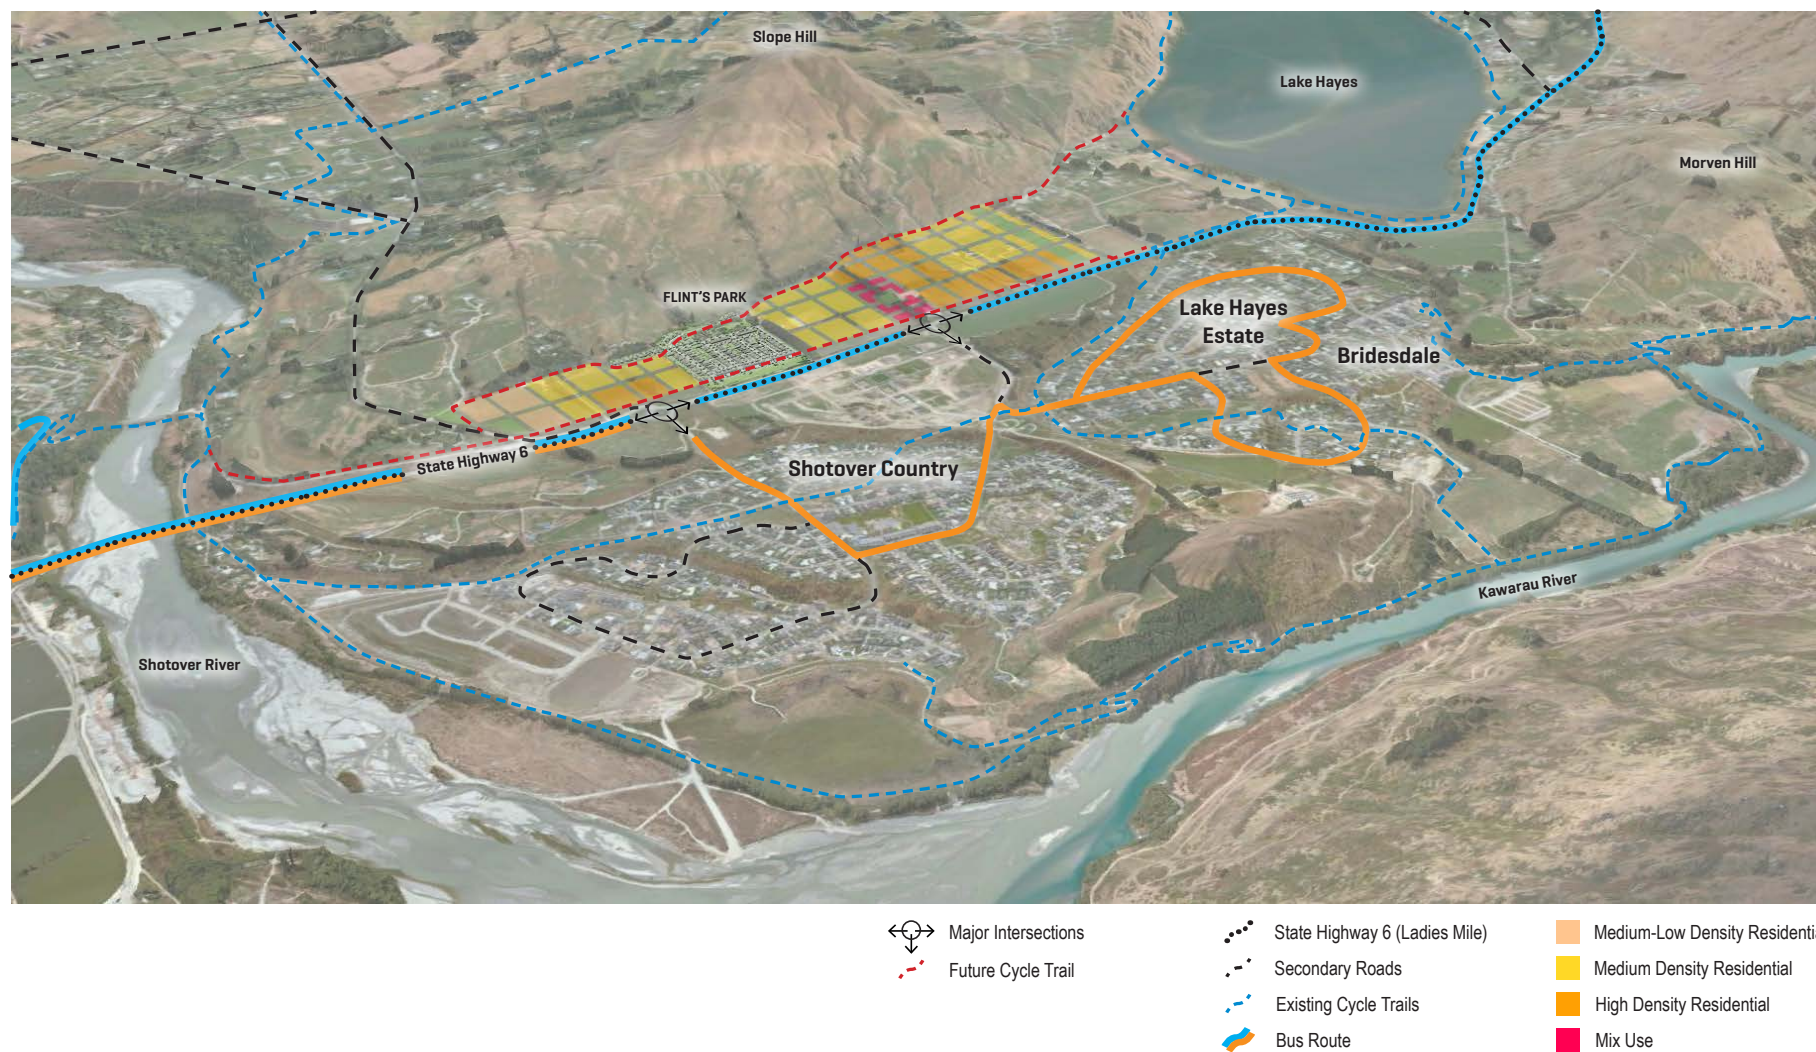 Slope Hill
Lake Hayes
Morven Hill
FLINT'S PARK
Lake Hayes
Estate
Bridesdale
State Highway 6
Shotover Country
Kawarau River
Shotover River
Major Intersections
Future Cycle Trail
State Highway 6 (Ladies Mile)
Secondary Roads
Existing Cycle Trails
Bus Route
Medium-Low Density Residenti
Medium Density Residential
High Density Residential
Mix Use